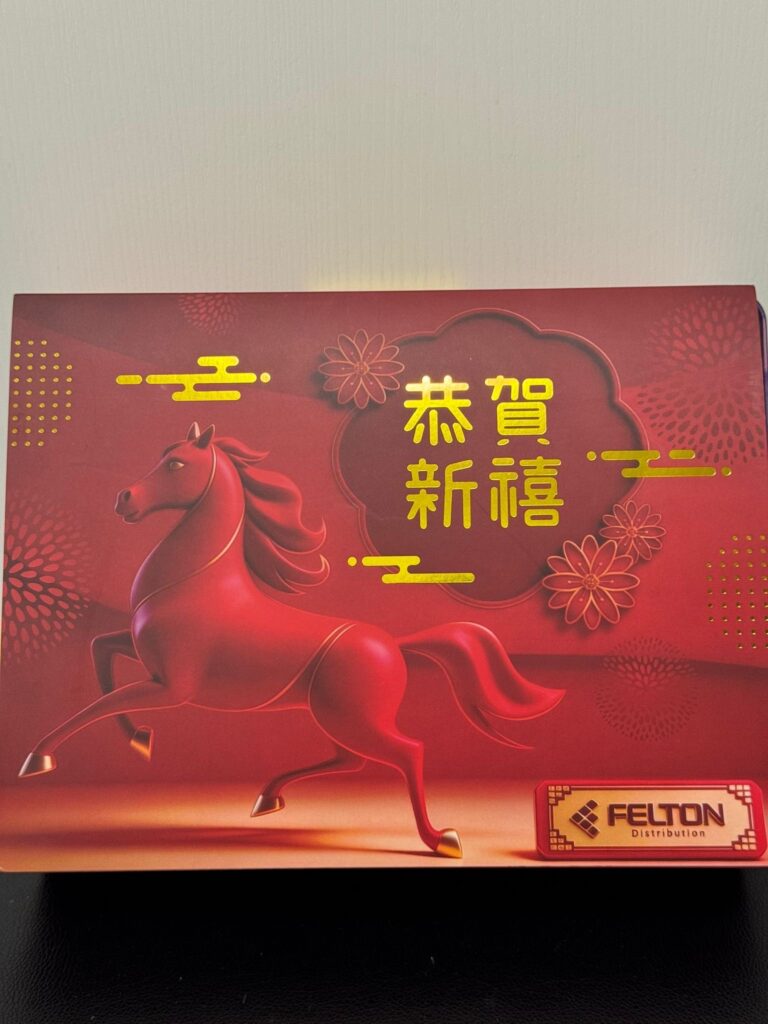 恭賀
新禧
FELTON
Distribution